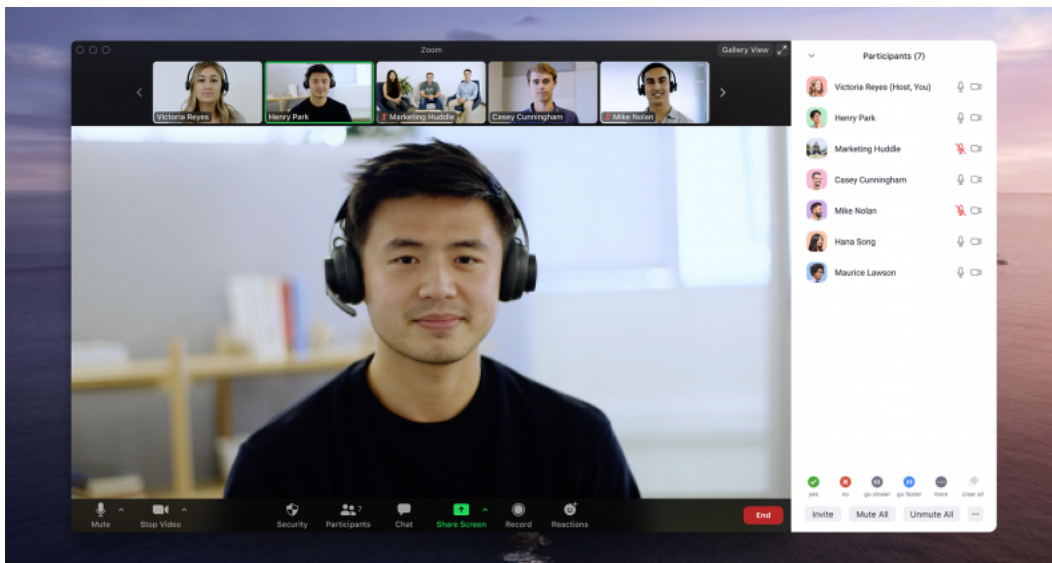 Zoom
Gallery View
Victoria Reyes
Henry Park
Marketing Huddle
Casey Cunningham
Mike Nolan
Participants (7)
Victoria Reyes (Host, You)
Henry Park
Marketing Huddle
Casey Cunningham
Mike Nolan
Hana Song
Maurice Lawson
yes
no
go slower
go faster
more
clear all
Invite
Mute All
Unmute All
Mute
Stop Video
Security
Participants
7
Chat
Share Screen
Record
Reactions
End